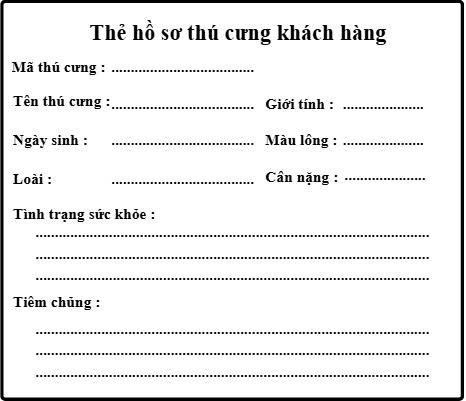 Thẻ hồ sơ thú cưng khách hàng
Mã thú cưng : .....................................
Tên thú cưng : ..................................... Giới tính : .....................
Ngày sinh : ..................................... Màu lông : .....................
Loài : ..................................... Cân nặng : .....................
Tình trạng sức khỏe :
.......................................................................................................
.......................................................................................................
.......................................................................................................
Tiêm chủng :
.......................................................................................................
.......................................................................................................
.......................................................................................................